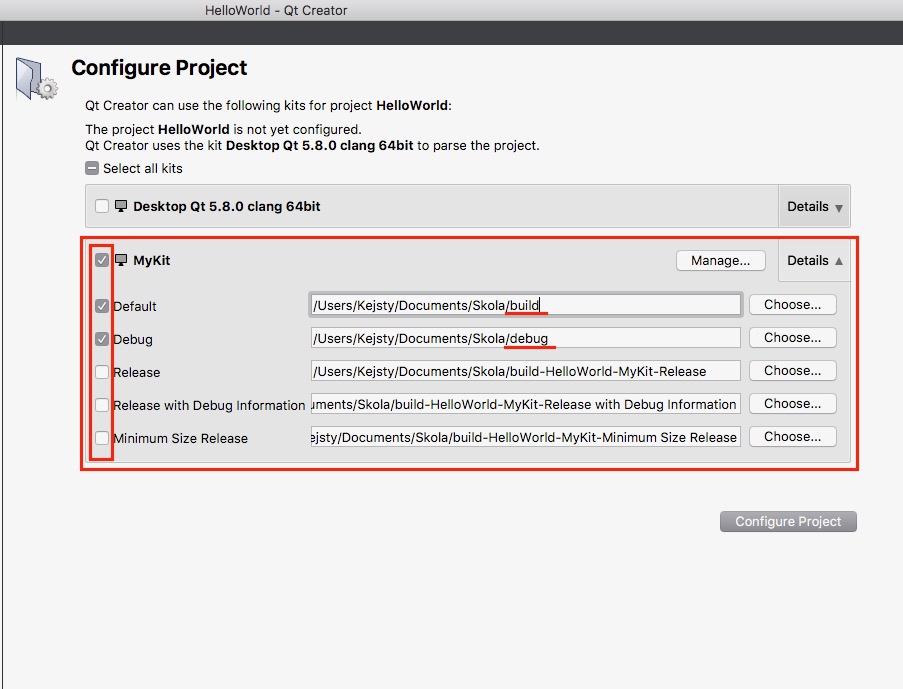 HelloWorld - Qt Creator
Configure Project
Qt Creator can use the following kits for project HelloWorld:
The project HelloWorld is not yet configured.
Qt Creator uses the kit Desktop Qt 5.8.0 clang 64bit to parse the project.
Select all kits
Desktop Qt 5.8.0 clang 64bit Details
MyKit Manage... Details
Default /Users/Kejsty/Documents/Skola/build Choose...
Debug /Users/Kejsty/Documents/Skola/debug Choose...
Release /Users/Kejsty/Documents/Skola/build-HelloWorld-MyKit-Release Choose...
Release with Debug Information uments/Skola/build-HelloWorld-MyKit-Release with Debug Information Choose...
Minimum Size Release ejsty/Documents/Skola/build-HelloWorld-MyKit-Minimum Size Release Choose...
Configure Project